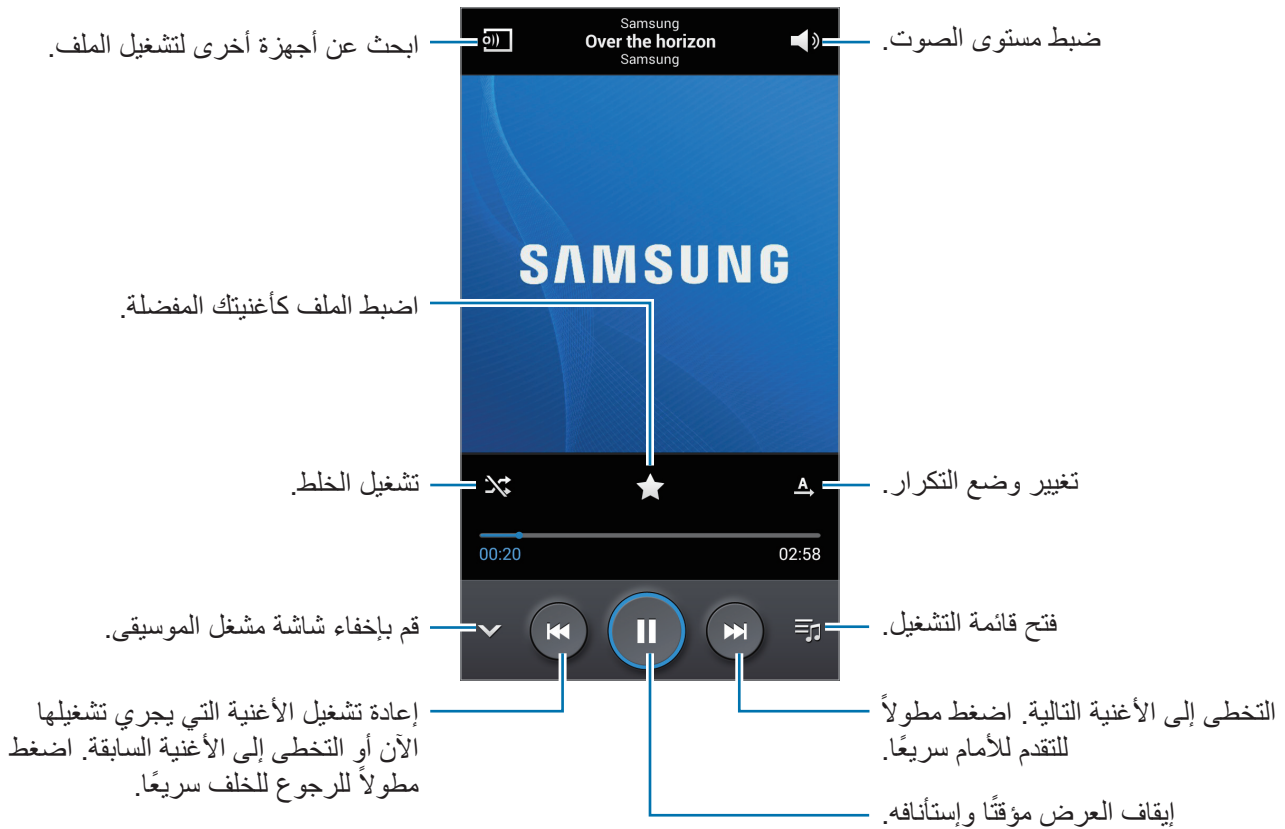 Samsung
Over the horizon
Samsung
ضبط مستوى الصوت.
ابحث عن أجهزة أخرى لتشغيل الملف.
SAMSUNG
اضبط الملف كأغنيتك المفضلة.
تغيير وضع التكرار.
A
تشغيل الخلط.
00:20
02:58
فتح قائمة التشغيل.
قم بإخفاء شاشة مشغل الموسيقى.
التخطى إلى الأغنية التالية. اضغط مطولاً
للتقدم للأمام سريعًا.
إعادة تشغيل الأغنية التي يجري تشغيلها
الآن أو التخطى إلى الأغنية السابقة. اضغط
مطولاً للرجوع للخلف سريعًا.
إيقاف العرض مؤقتًا وإستأنافه.